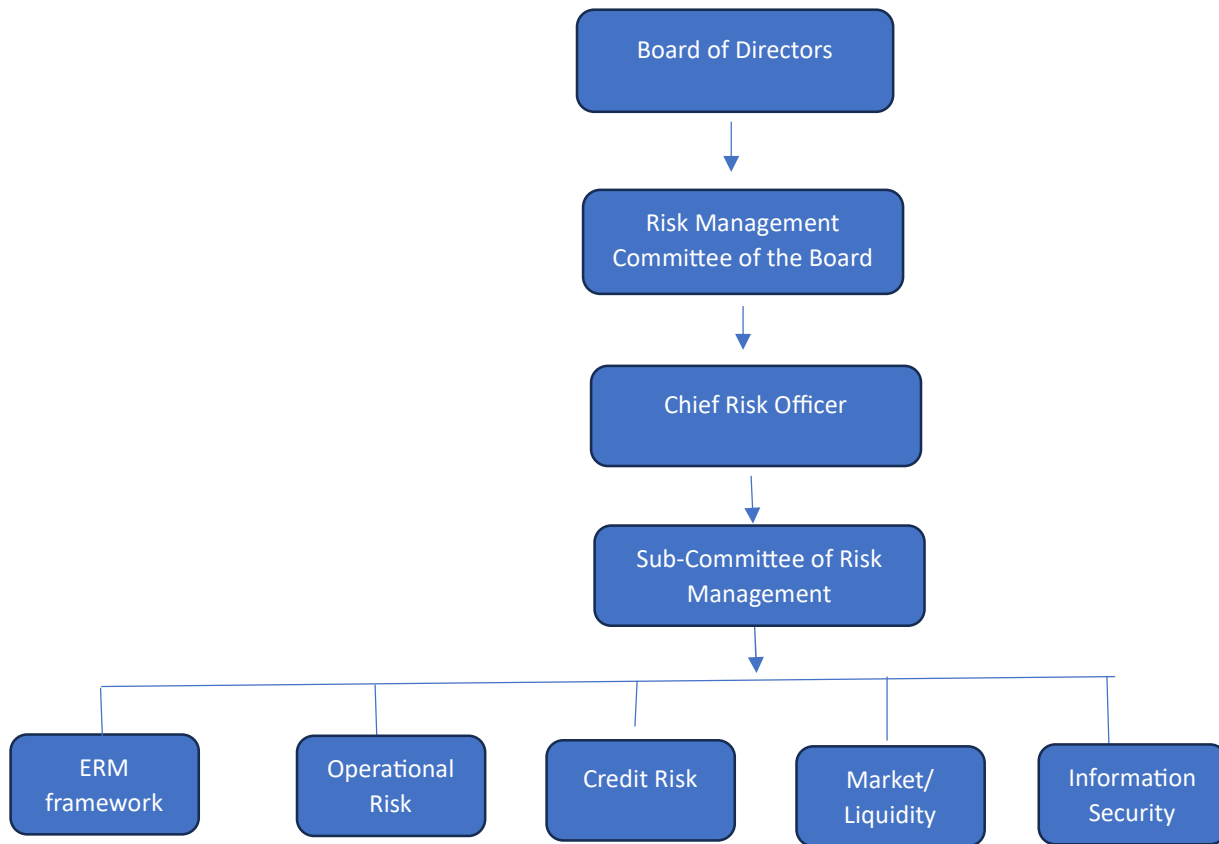 Board of Directors
Risk Management
Committee of the Board
Chief Risk Officer
Sub-Committee of Risk
Management
ERM
framework
Operational
Risk
Credit Risk
Market/
Liquidity
Information
Security